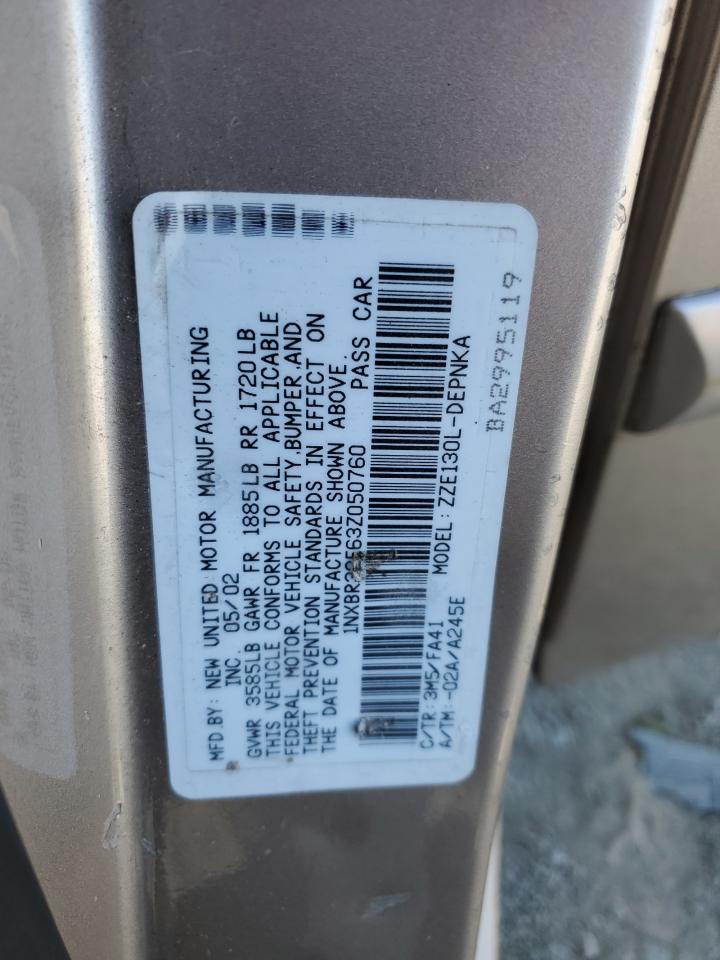 MFD BY: NEW UNITED MOTOR MANUFACTURING
INC. 05/02
GVWR 3585LB GAWR FR 1885LB RR 1720LB
THIS VEHICLE CONFORMS TO ALL APPLICABLE
FEDERAL MOTOR VEHICLE SAFETY,BUMPER,AND
THEFT PREVENTION STANDARDS IN EFFECT ON
THE DATE OF MANUFACTURE SHOWN ABOVE.
PASS CAR
C/TR: 3M5/FA41 MODEL: ZZE130L-DEPNKA
A/TM:-02A/A245E
BA2995119